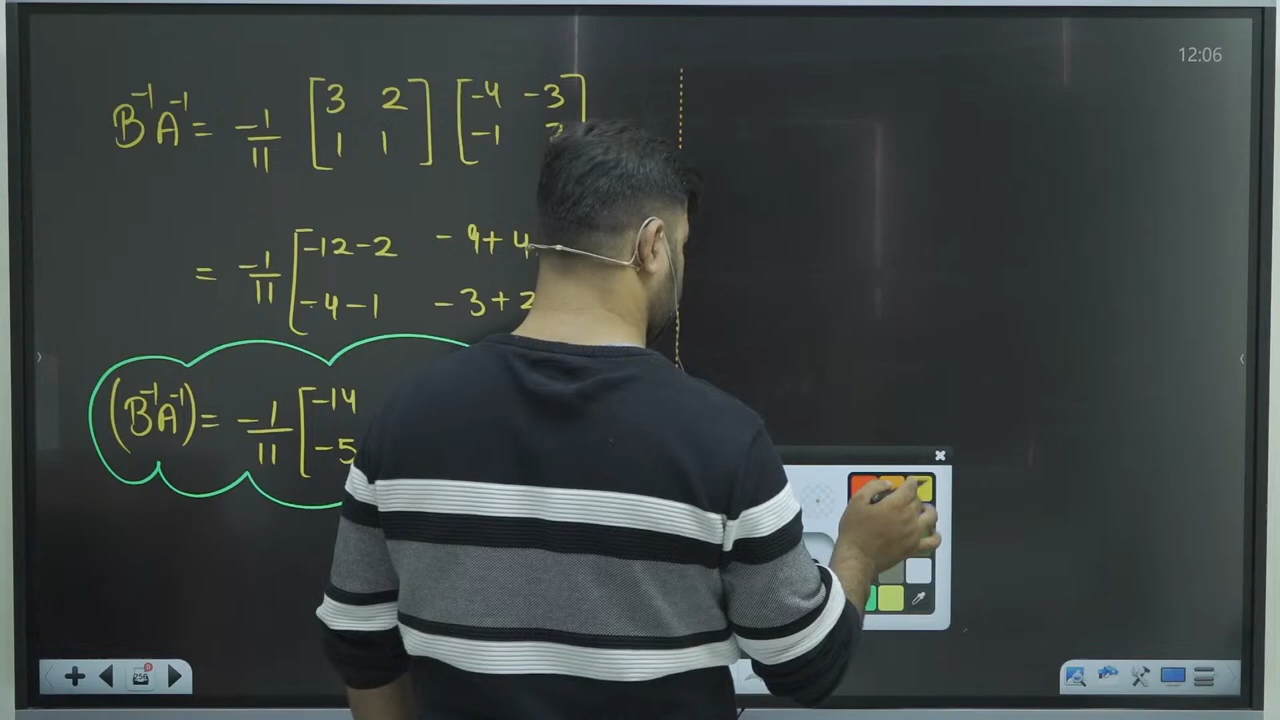 12:06
B⁻¹A⁻¹ = -1/11 [3 2] [-4 -3]
[1 1] [-1
= -1/11 [-12-2 -9+4
[-4-1 -3+2
(B⁻¹A⁻¹) = -1/11 [-14
[-5
256